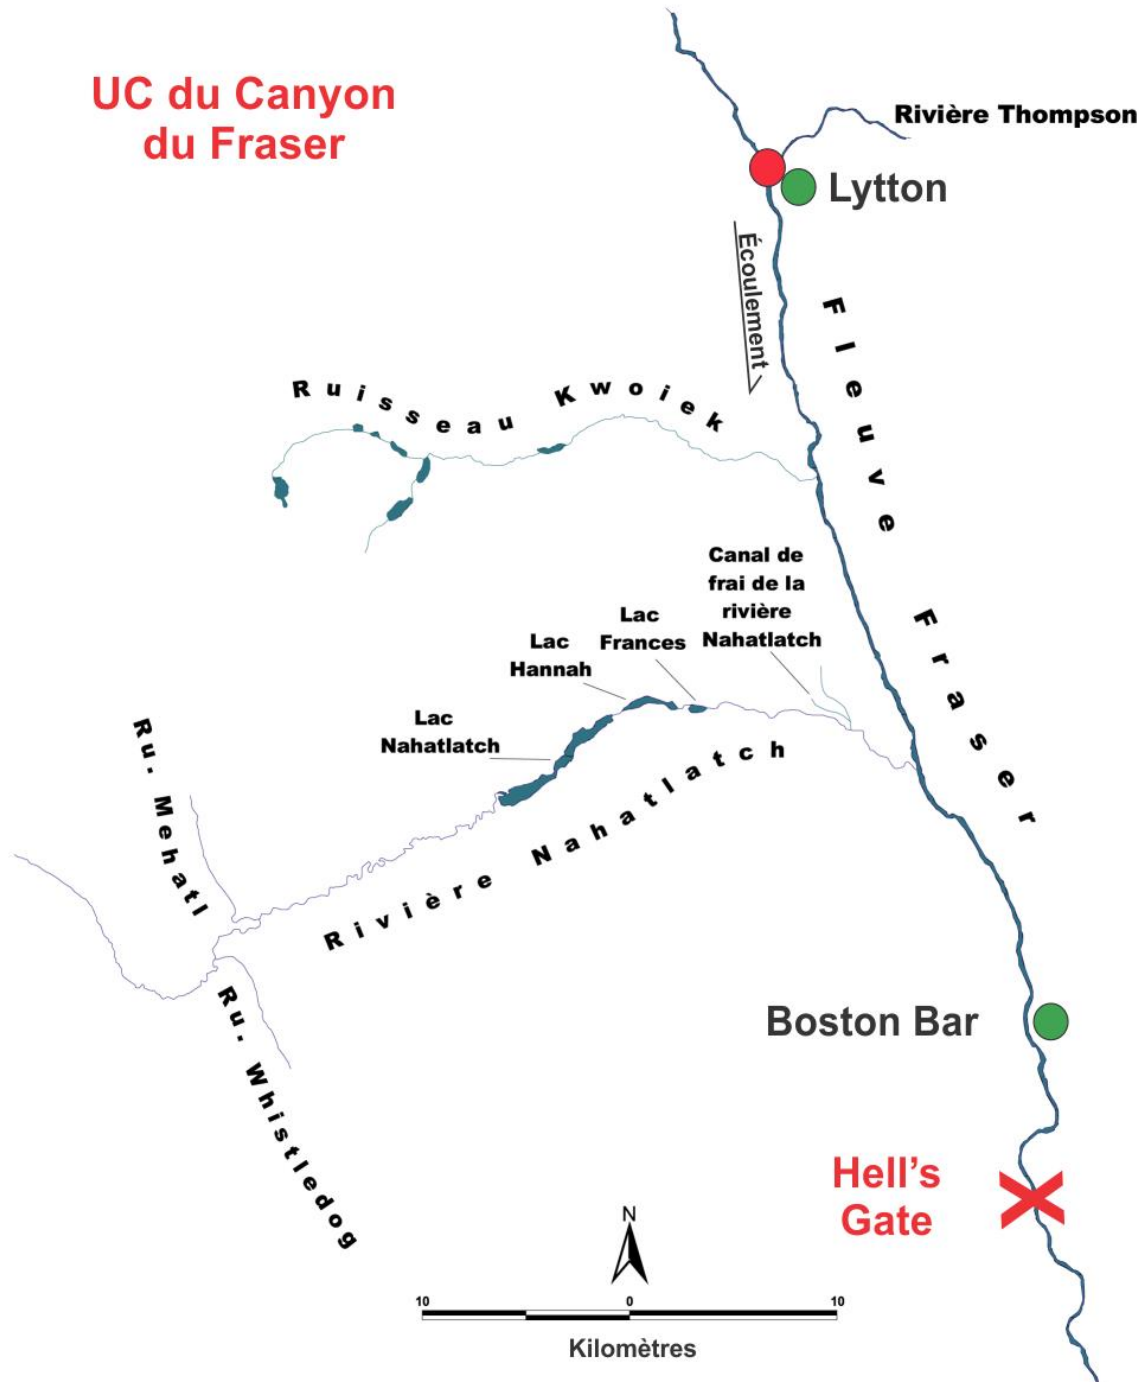 UC du Canyon
du Fraser
Rivière Thompson
Lytton
Écoulement
Fleuve Fraser
Ruisseau Kwoiek
Canal de
frai de la
rivière
Nahatlatch
Lac
Frances
Lac
Hannah
Lac
Nahatlatch
Ru. Mehatl
Rivière Nahatlatch
Ru. Whistledog
Boston Bar
Hell's
Gate
N
10 0 10
Kilomètres